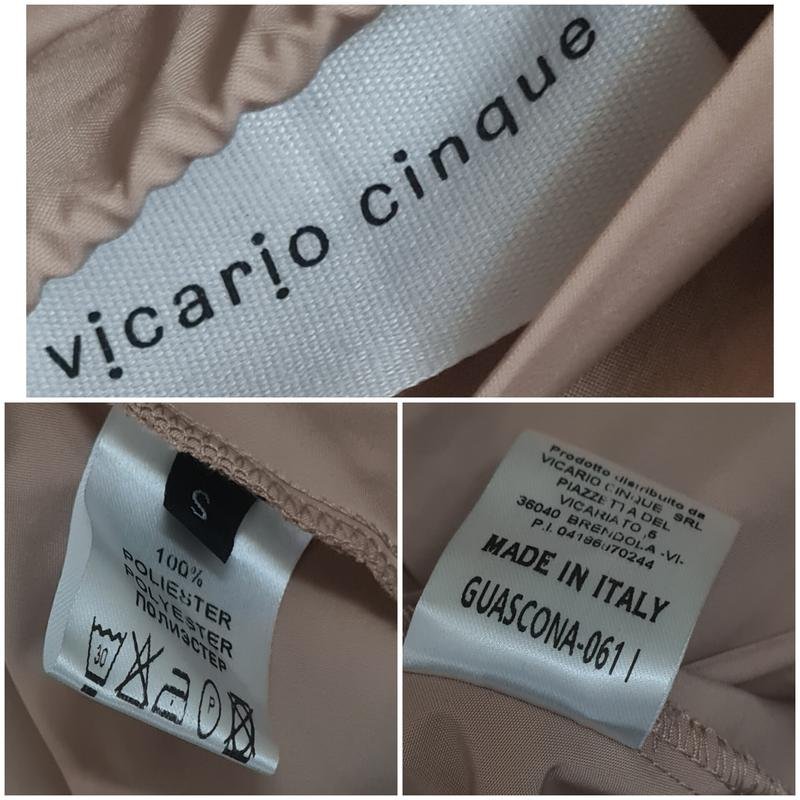 vicario cinque
S
100%
POLIESTER
POLYESTER
ПОЛИЭСТЕР
30
P
Prodotto distribuito da
VICARIO CINQUE SRL
PIAZZETTA DEL
VICARIATO 6
36040 BRENDOLA -VI-
P.I.
MADE IN ITALY
GUASCONA-061 I